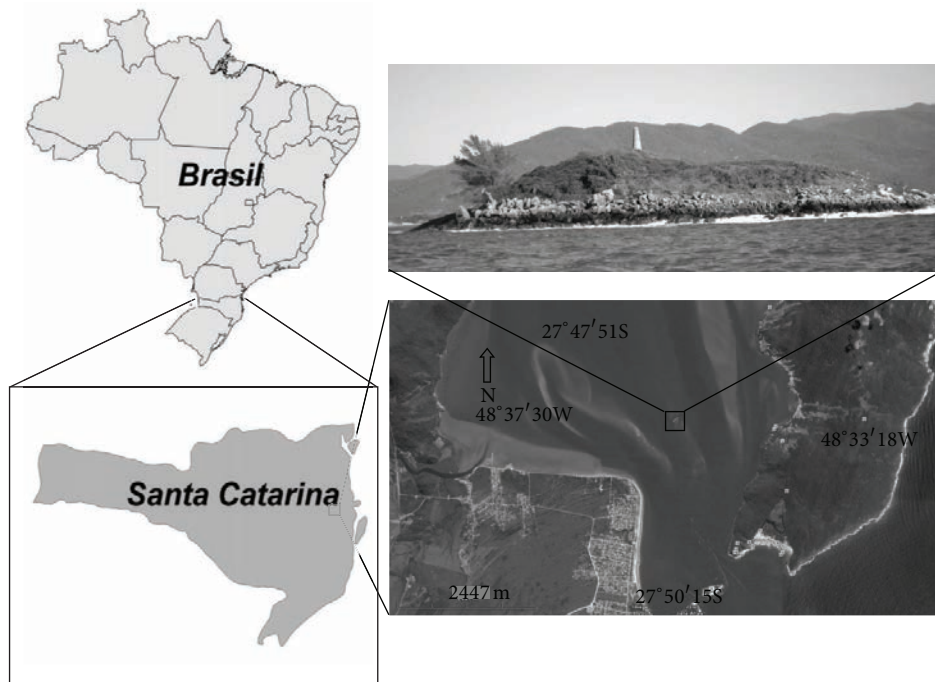 Brasil
27°47′51S
N
48°37′30W
48°33′18W
Santa Catarina
2447 m
27°50′15S